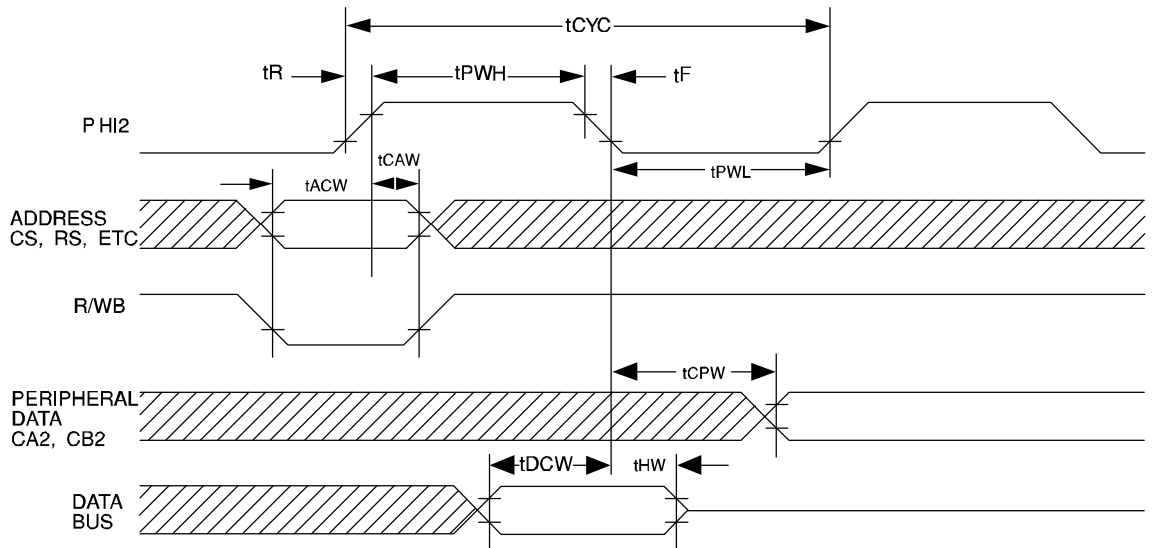 tCYC
tR
tPWH
tF
PHI2
tCAW
tACW
tPWL
ADDRESS
CS, RS, ETC
R/WB
tCPW
PERIPHERAL
DATA
CA2, CB2
tDCW
tHW
DATA
BUS